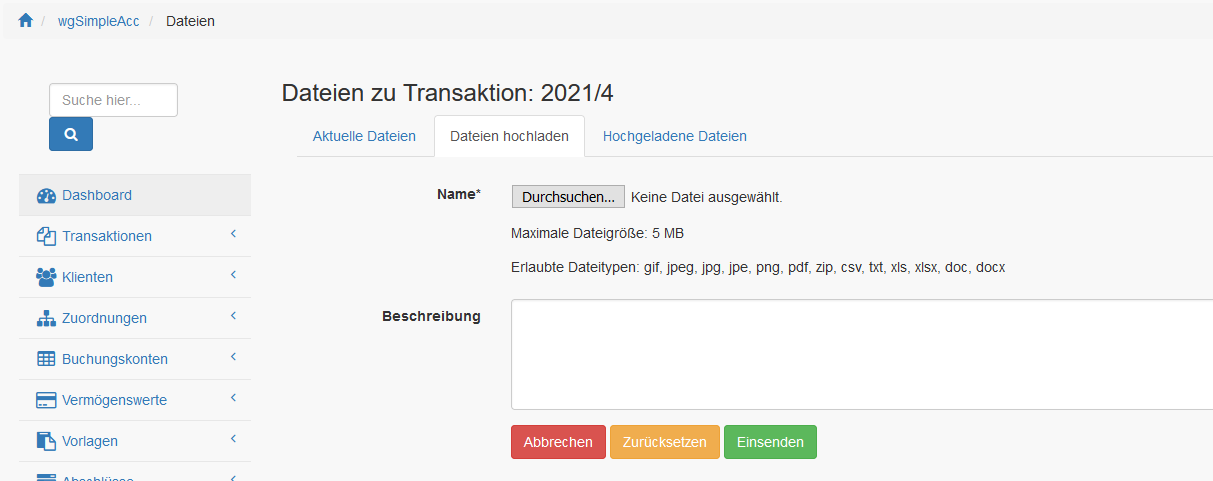 / wgSimpleAcc / Dateien
Suche hier...
Dashboard
Transaktionen
Klienten
Zuordnungen
Buchungskonten
Vermögenswerte
Vorlagen
Abschlüsse
Dateien zu Transaktion: 2021/4
Aktuelle Dateien Dateien hochladen Hochgeladene Dateien
Name* Durchsuchen... Keine Datei ausgewählt.
Maximale Dateigröße: 5 MB
Erlaubte Dateitypen: gif, jpeg, jpg, jpe, png, pdf, zip, csv, txt, xls, xlsx, doc, docx
Beschreibung
Abbrechen Zurücksetzen Einsenden